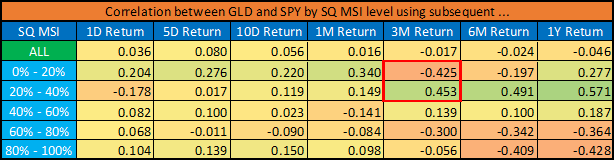 Correlation between GLD and SPY by SQ MSI level using subsequent ...
SQ MSI 1D Return 5D Return 10D Return 1M Return 3M Return 6M Return 1Y Return
ALL 0.036 0.080 0.056 0.016 -0.017 -0.024 -0.046
0% - 20% 0.204 0.276 0.220 0.340 -0.425 -0.197 0.277
20% - 40% -0.178 0.017 0.119 0.149 0.453 0.491 0.571
40% - 60% 0.082 0.100 0.023 -0.141 0.139 0.100 0.187
60% - 80% 0.068 -0.011 -0.090 -0.084 -0.300 -0.342 -0.364
80% - 100% 0.104 0.139 0.150 0.098 -0.056 -0.409 -0.428